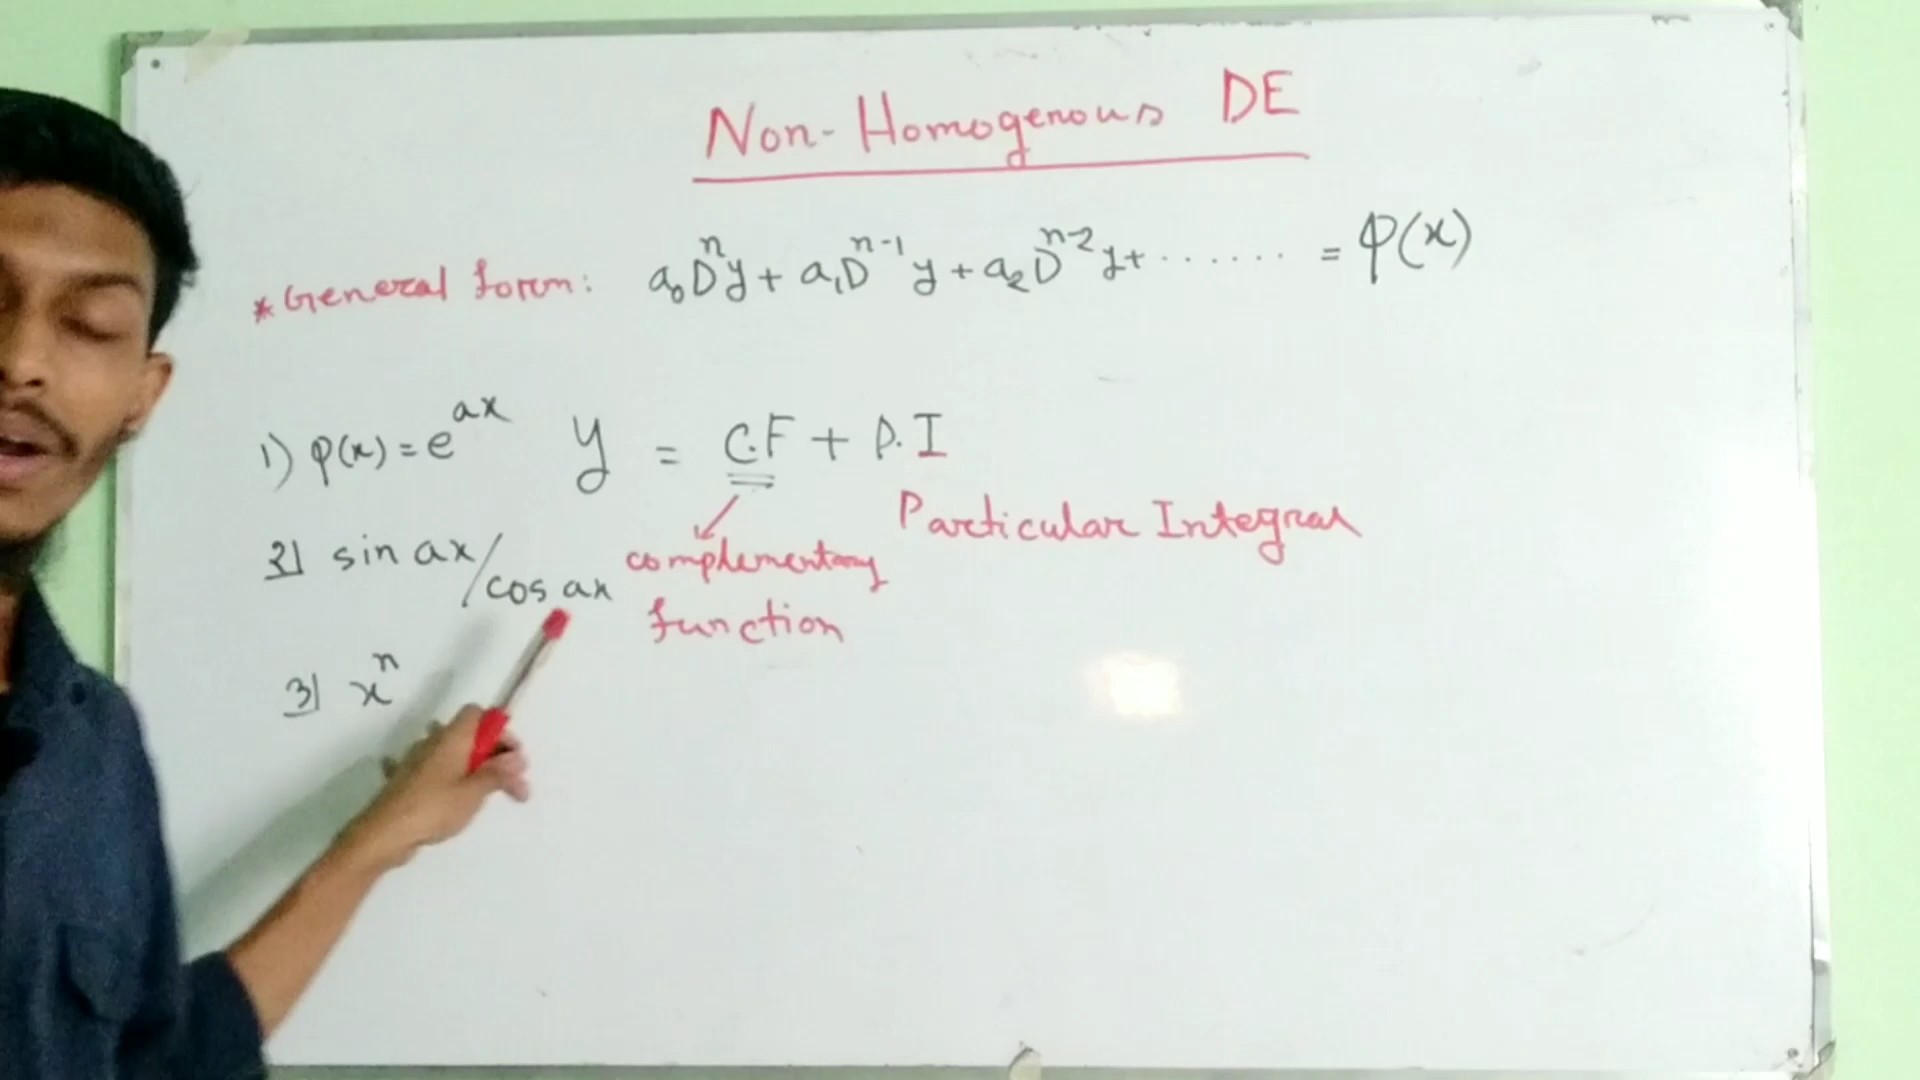 Non-Homogenous DE
*General form: a₀Dⁿy + a₁Dⁿ⁻¹y + a₂Dⁿ⁻²y + ....... = φ(x)
1) φ(x) = e^ax y = C.F + P.I
Particular Integral
2) sin ax/cos ax
complementary
function
3) xⁿ